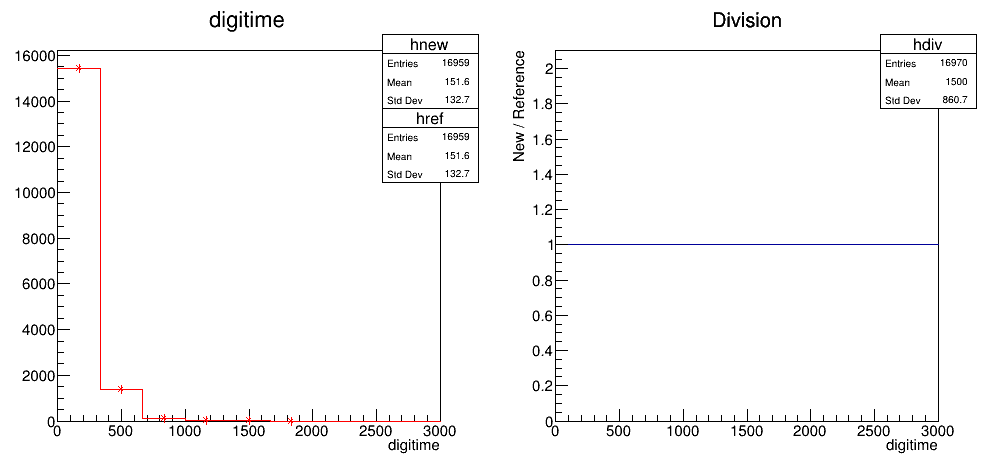 digitime
hnew
Entries 16959
Mean 151.6
Std Dev 132.7
href
Entries 16959
Mean 151.6
Std Dev 132.7
16000
14000
12000
10000
8000
6000
4000
2000
0
0 500 1000 1500 2000 2500 3000
digitime
Division
hdiv
Entries 16970
Mean 1500
Std Dev 860.7
New / Reference
2
1.8
1.6
1.4
1.2
1
0.8
0.6
0.4
0.2
0
0 500 1000 1500 2000 2500 3000
digitime